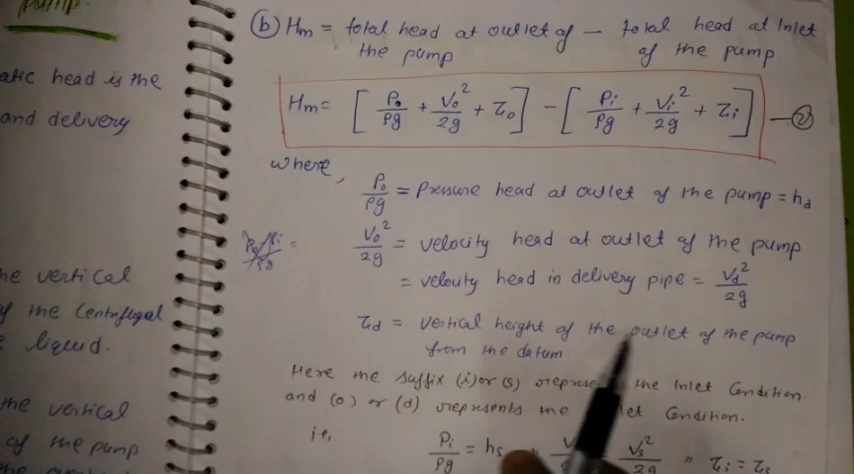 pump.
atic head is the
and delivery
he vertical
of the Centrifugal
liquid.
the vertical
of the pump
(b) Hm = total head at outlet of – total head at Inlet
the pump of the pump
Hm = [ Po/ρg + Vo²/2g + Zo ] - [ Pi/ρg + Vi²/2g + Zi ] — (2)
where,
Po/ρg = Pressure head at outlet of the pump = hd
Vo²/2g = velocity head at outlet of the pump
= velouty head in delivery pipe = Vd²/2g
Zd = vertical height of the outlet of the pump
from the datum.
Here the suffix (i) or (s) the Inlet Condition
and (o) or (d) represents the Condition.
i.e, Pi/ρg = hs Vs²/2g " Zi = Zs